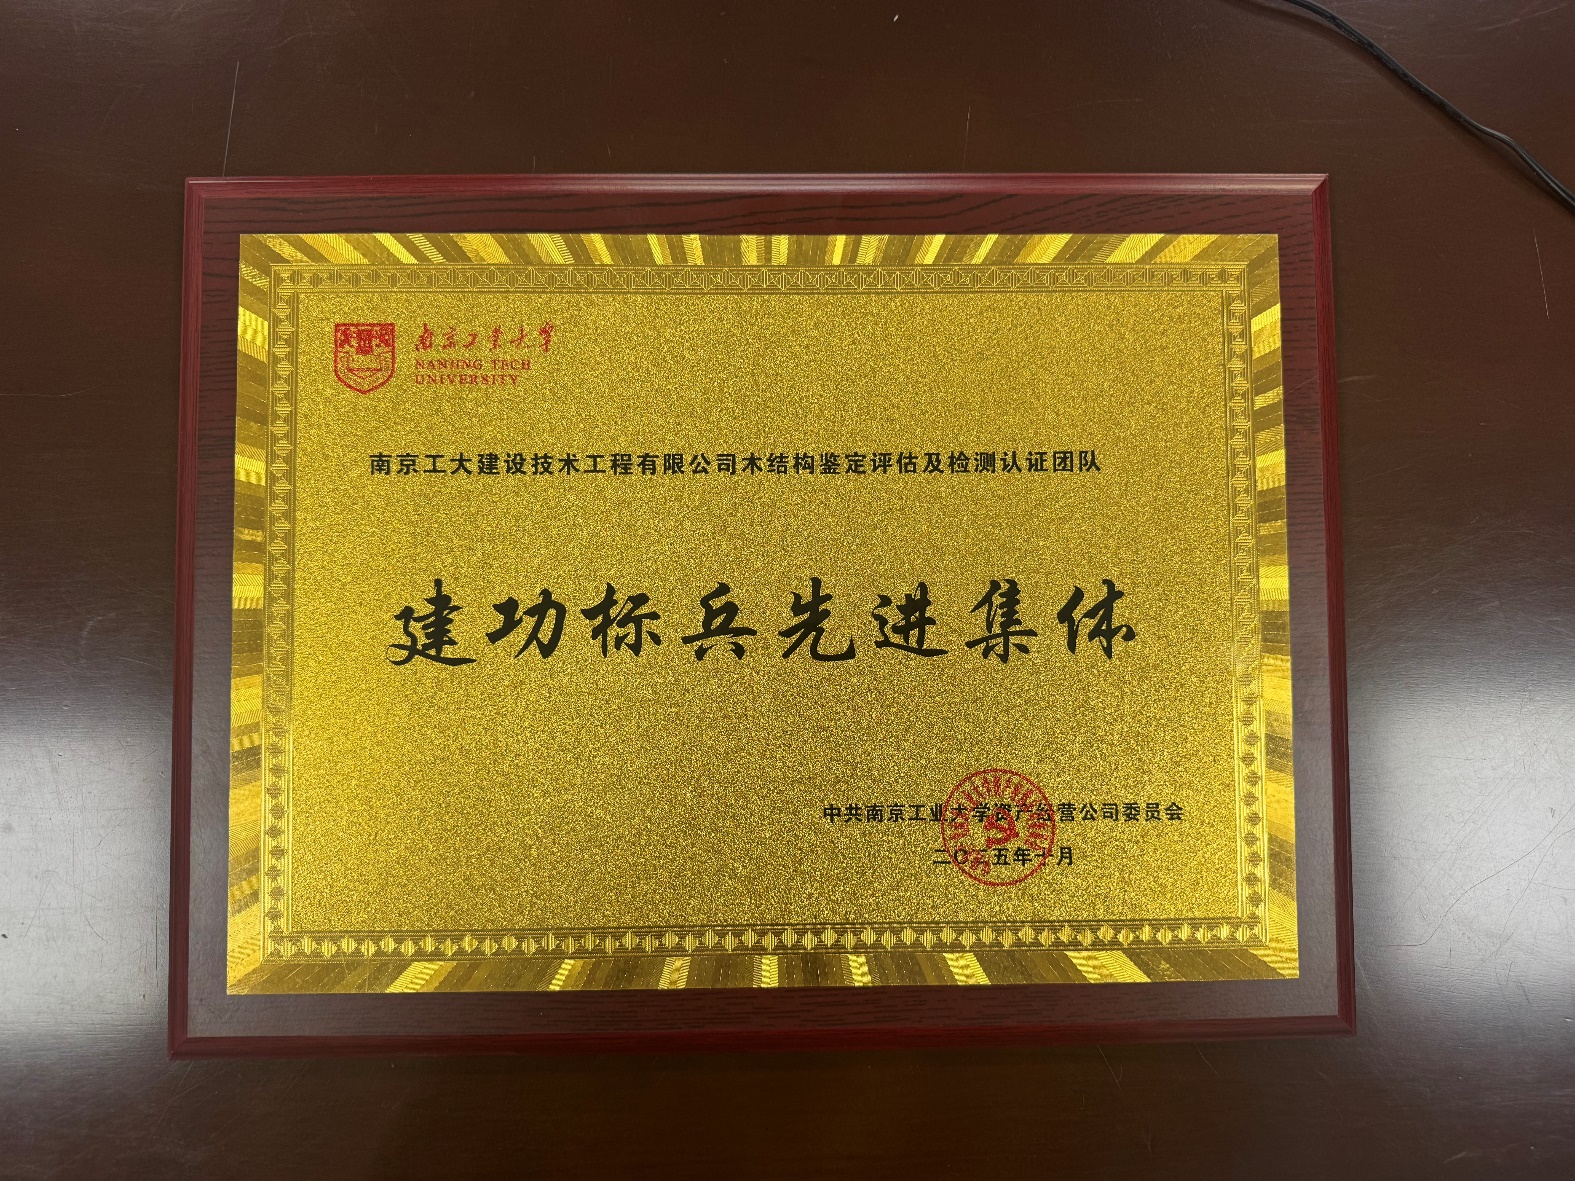 南京工业大学
NANJING TECH
UNIVERSITY
南京工大建设技术工程有限公司木结构鉴定评估及检测认证团队
建功标兵先进集体
中共南京工业大学资产经营公司委员会
二〇二五年十月